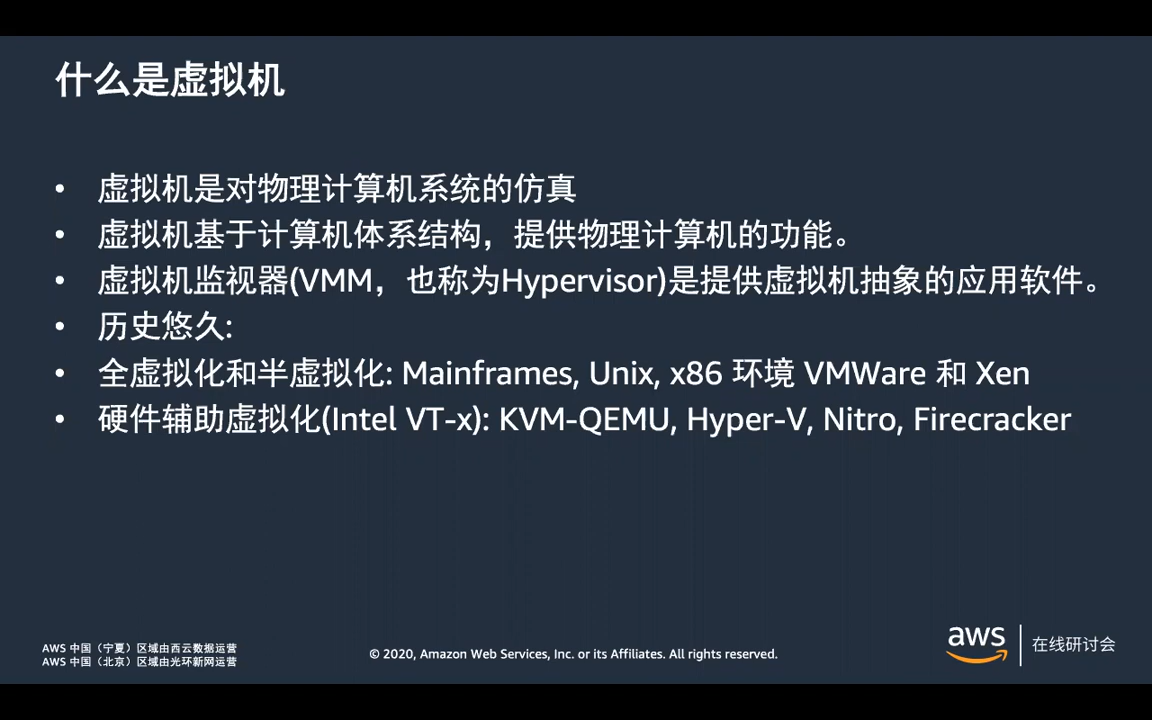 什么是虚拟机
• 虚拟机是对物理计算机系统的仿真
• 虚拟机基于计算机体系结构，提供物理计算机的功能。
• 虚拟机监视器(VMM，也称为Hypervisor)是提供虚拟机抽象的应用软件。
• 历史悠久:
• 全虚拟化和半虚拟化: Mainframes, Unix, x86 环境 VMWare 和 Xen
• 硬件辅助虚拟化(Intel VT-x): KVM-QEMU, Hyper-V, Nitro, Firecracker
AWS 中国（宁夏）区域由西云数据运营
AWS 中国（北京）区域由光环新网运营
© 2020, Amazon Web Services, Inc. or its Affiliates. All rights reserved.
aws 在线研讨会